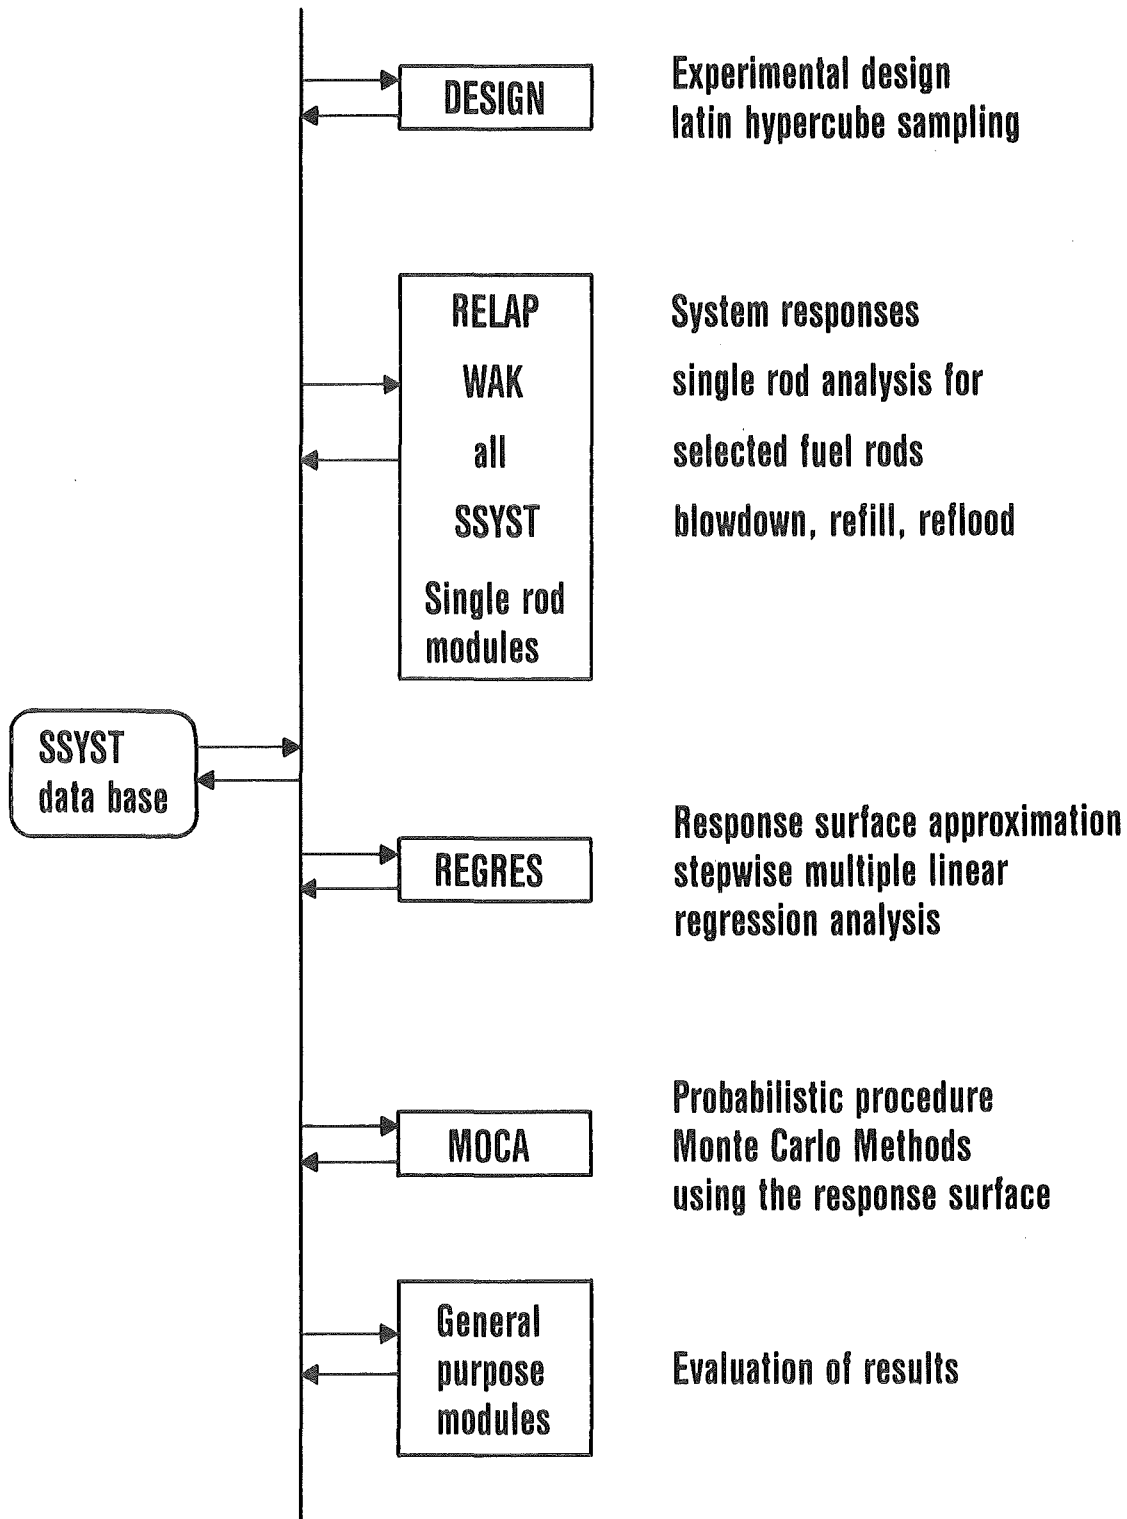 DESIGN
Experimental design
latin hypercube sampling
RELAP
WAK
all
SSYST
Single rod
modules
System responses
single rod analysis for
selected fuel rods
blowdown, refill, reflood
SSYST
data base
REGRES
Response surface approximation
stepwise multiple linear
regression analysis
MOCA
Probabilistic procedure
Monte Carlo Methods
using the response surface
General
purpose
modules
Evaluation of results